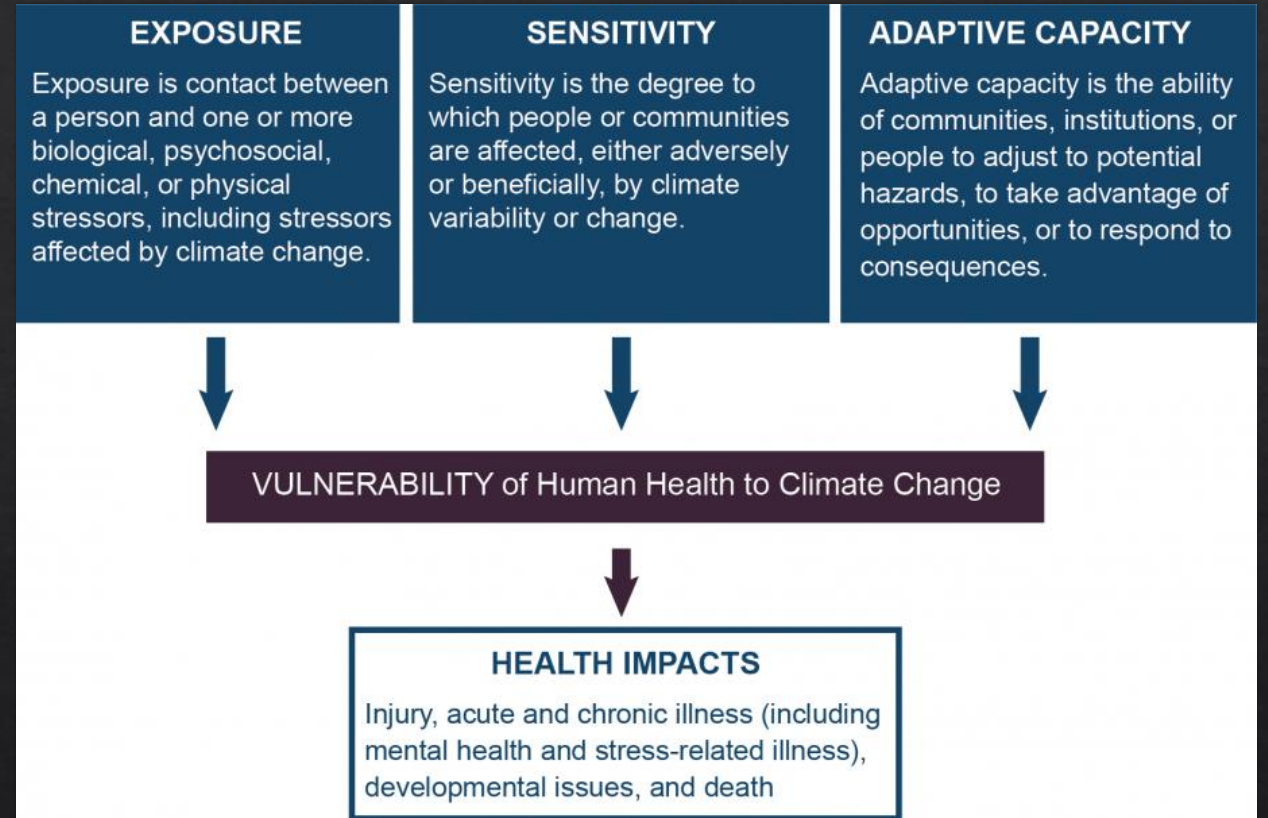 EXPOSURE
Exposure is contact between
a person and one or more
biological, psychosocial,
chemical, or physical
stressors, including stressors
affected by climate change.
SENSITIVITY
Sensitivity is the degree to
which people or communities
are affected, either adversely
or beneficially, by climate
variability or change.
ADAPTIVE CAPACITY
Adaptive capacity is the ability
of communities, institutions, or
people to adjust to potential
hazards, to take advantage of
opportunities, or to respond to
consequences.
VULNERABILITY of Human Health to Climate Change
HEALTH IMPACTS
Injury, acute and chronic illness (including
mental health and stress-related illness),
developmental issues, and death